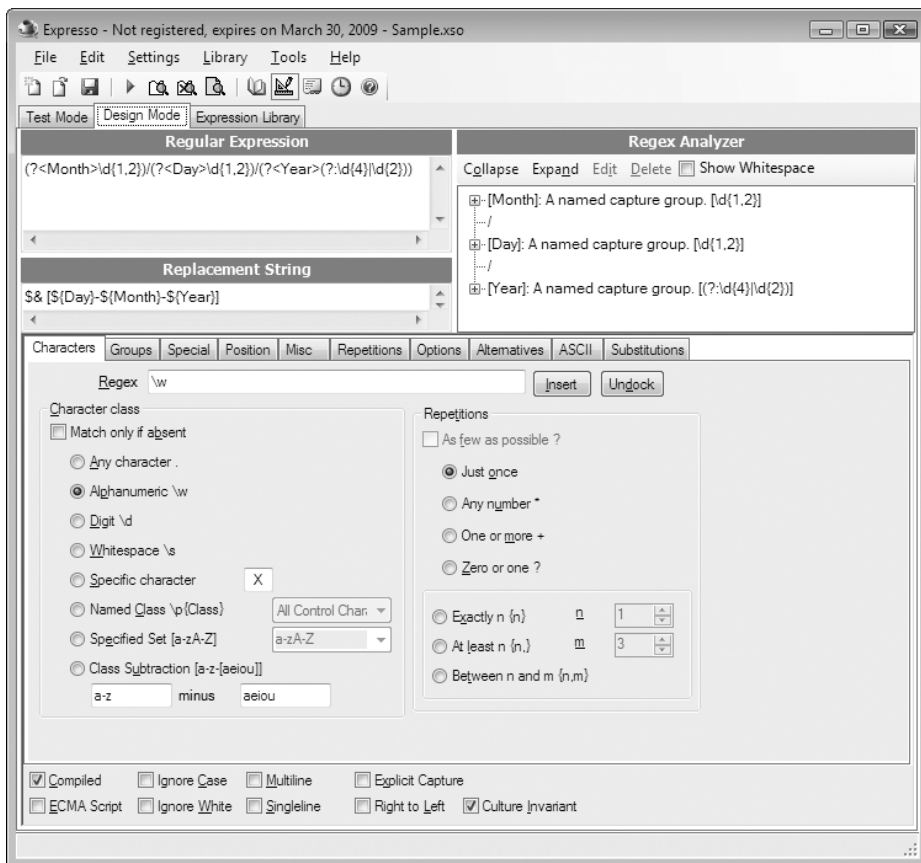 Expresso - Not registered, expires on March 30, 2009 - Sample.xso
File Edit Settings Library Tools Help
Test Mode Design Mode Expression Library
Regular Expression
(?<Month>\d{1,2})/(?<Day>\d{1,2})/(?<Year>(?:\d{4}|\d{2}))
Replacement String
$& [${Day}-${Month}-${Year}]
Regex Analyzer
Collapse Expand Edit Delete Show Whitespace
[Month]: A named capture group. [\d{1,2}]
/
[Day]: A named capture group. [\d{1,2}]
/
[Year]: A named capture group. [(?:\d{4}|\d{2})]
Characters Groups Special Position Misc Repetitions Options Alternatives ASCII Substitutions
Regex \w Insert Undock
Character class
Match only if absent
Any character .
Alphanumeric \w
Digit \d
Whitespace \s
Specific character X
Named Class \p{Class} All Control Char
Specified Set [a-zA-Z] a-zA-Z
Class Subtraction [a-z-[aeiou]]
a-z minus aeiou
Repetitions
As few as possible ?
Just once
Any number *
One or more +
Zero or one ?
Exactly n {n} n 1
At least n {n,} m 3
Between n and m {n,m}
Compiled Ignore Case Multiline Explicit Capture
ECMA Script Ignore White Singleline Right to Left Culture Invariant